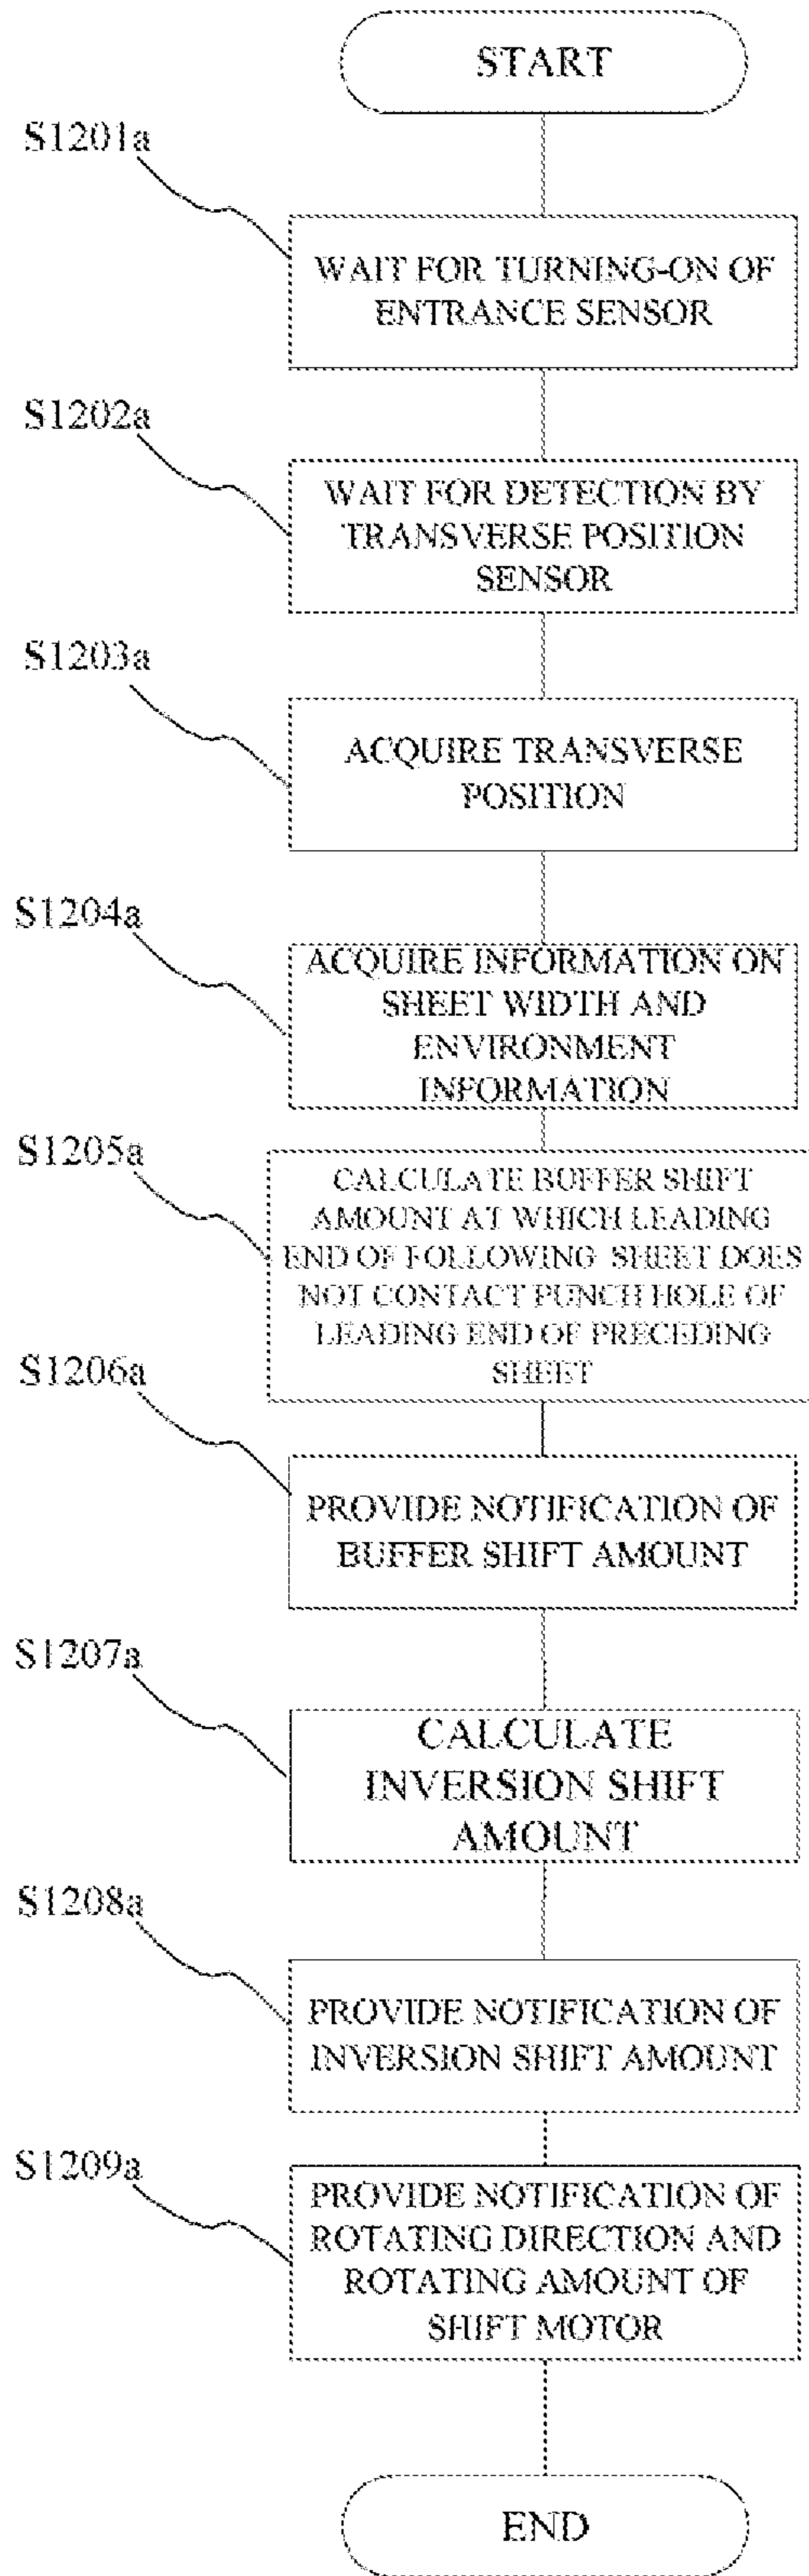 START
S1201a
WAIT FOR TURNING-ON OF
ENTRANCE SENSOR
S1202a
WAIT FOR DETECTION BY
TRANSVERSE POSITION
SENSOR
S1203a
ACQUIRE TRANSVERSE
POSITION
S1204a
ACQUIRE INFORMATION ON
SHEET WIDTH AND
ENVIRONMENT
INFORMATION
S1205a
CALCULATE BUFFER SHIFT
AMOUNT AT WHICH LEADING
END OF FOLLOWING SHEET DOES
NOT CONTACT PUNCH HOLE OF
LEADING END OF PRECEDING
SHEET
S1206a
PROVIDE NOTIFICATION OF
BUFFER SHIFT AMOUNT
S1207a
CALCULATE
INVERSION SHIFT
AMOUNT
S1208a
PROVIDE NOTIFICATION OF
INVERSION SHIFT AMOUNT
S1209a
PROVIDE NOTIFICATION OF
ROTATING DIRECTION AND
ROTATING AMOUNT OF
SHIFT MOTOR
END